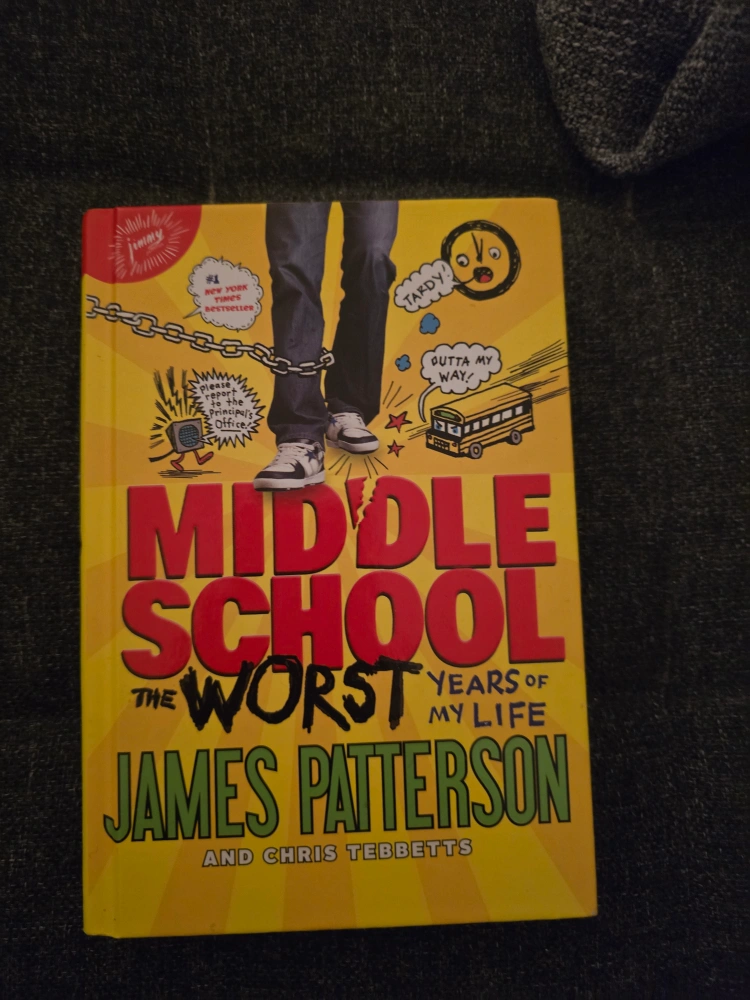 jimmy
#1
NEW YORK
TIMES
BESTSELLER
TARDY!
OUTTA MY
WAY!
Please
report
to the
Principal's
Office!
MIDDLE
SCHOOL
THE WORST YEARS OF
MY LIFE
JAMES PATTERSON
AND CHRIS TEBBETTS